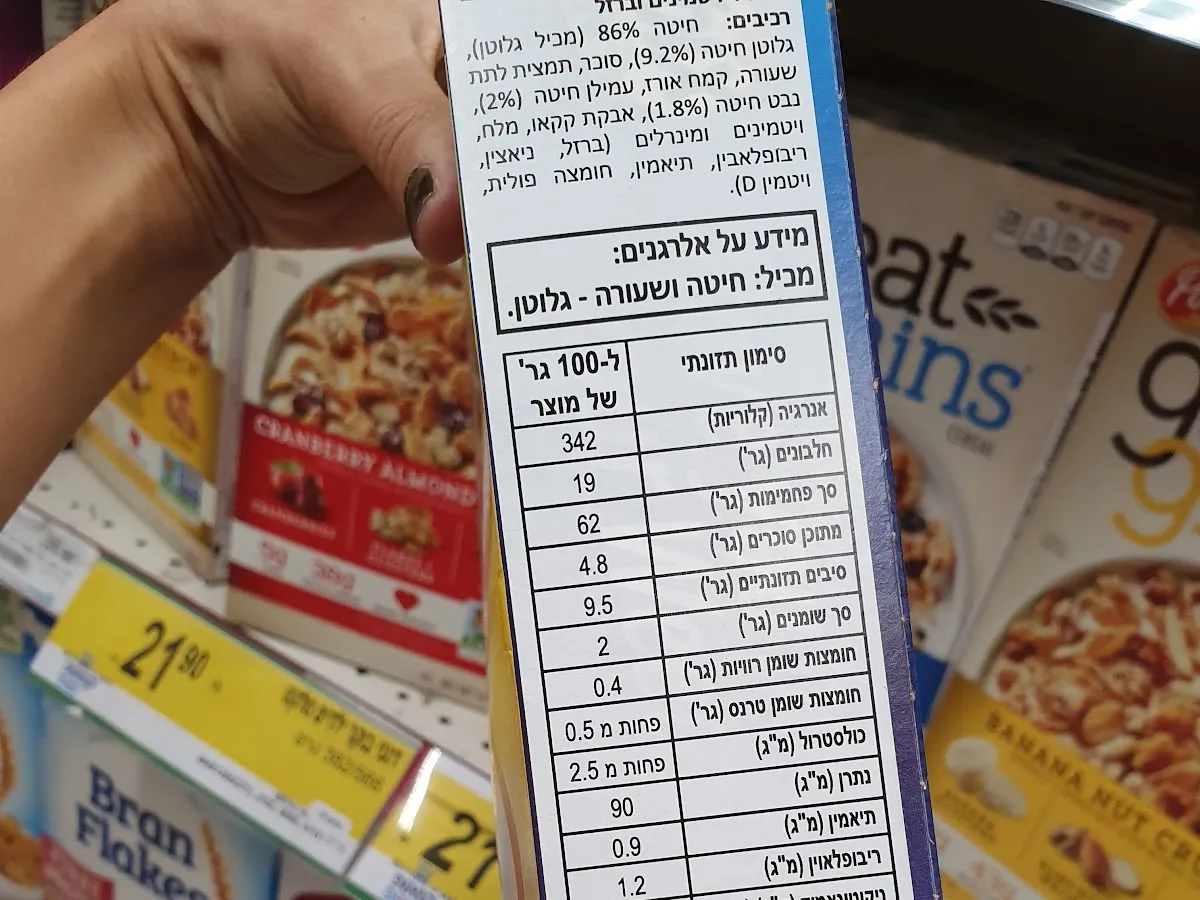 רכיבים: חיטה 86% (מכיל גלוטן),
גלוטן חיטה (9.2%), סוכר, תמצית לתת
שעורה, קמח אורז, עמילן חיטה (2%),
נבט חיטה (1.8%), אבקת קקאו, מלח,
ויטמינים ומינרלים (ברזל, ניאצין,
ריבופלאבין, תיאמין, חומצה פולית,
ויטמין D).
מידע על אלרגנים:
מכיל: חיטה ושעורה - גלוטן.
סימון תזונתי ל-100 גר'
של מוצר
אנרגיה (קלוריות) 342
חלבונים (גר') 19
סך פחמימות (גר') 62
מתוכן סוכרים (גר') 4.8
סיבים תזונתיים (גר') 9.5
סך שומנים (גר') 2
חומצות שומן רוויות (גר') 0.4
חומצות שומן טרנס (גר') פחות מ 0.5
כולסטרול (מ"ג) פחות מ 2.5
נתרן (מ"ג) 90
תיאמין (מ"ג) 0.9
ריבופלאוין (מ"ג) 1.2
CRANBERRY ALMOND
21.90
21
Bran
Flakes
BANANA NUT